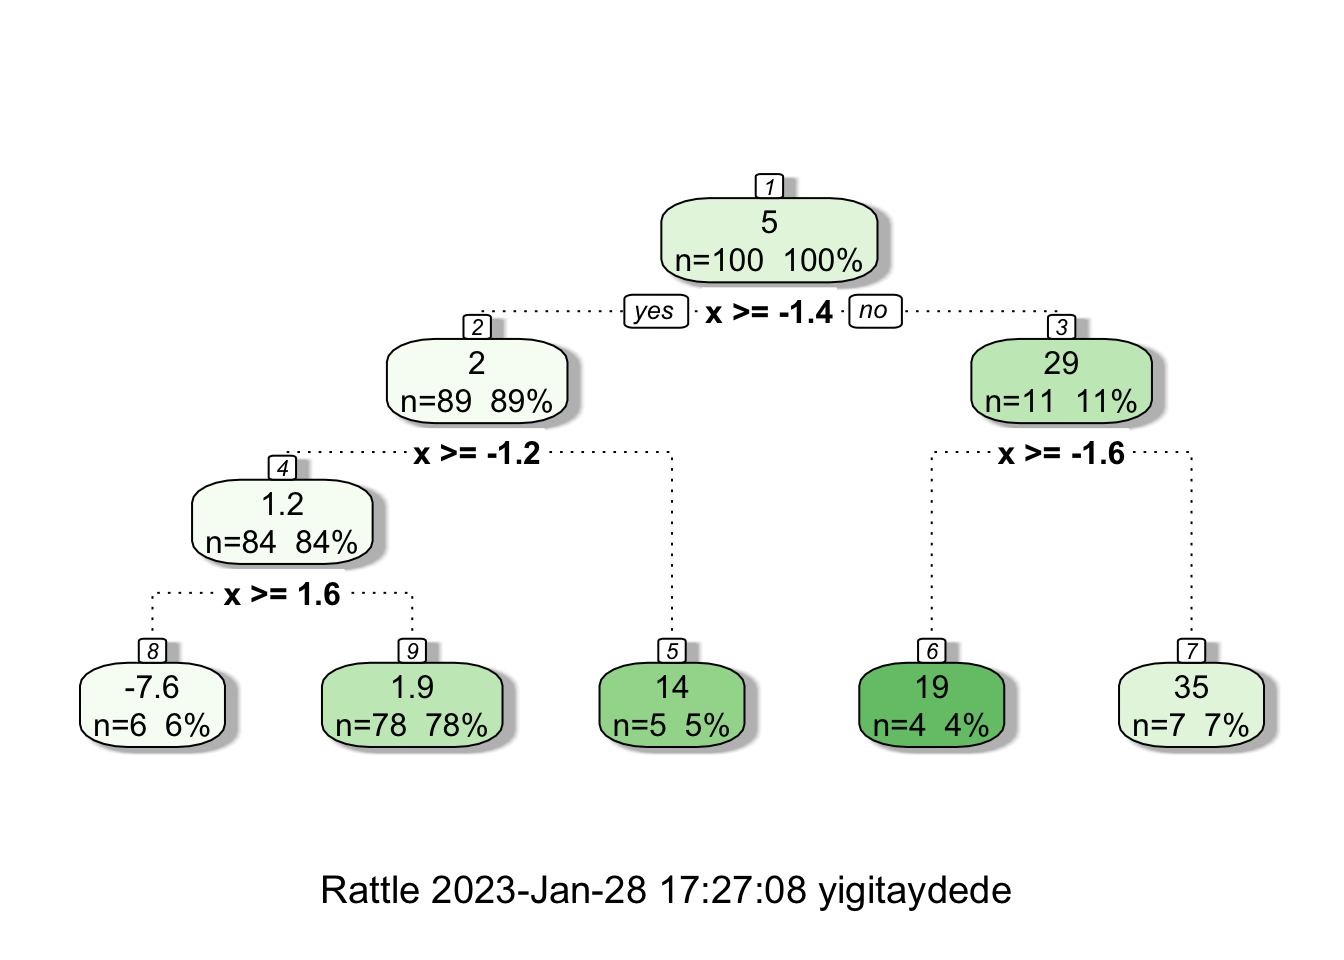 1
5
n=100 100%
yes x >= -1.4 no
2
2
n=89 89%
3
29
n=11 11%
x >= -1.2
x >= -1.6
4
1.2
n=84 84%
x >= 1.6
8
-7.6
n=6 6%
9
1.9
n=78 78%
5
14
n=5 5%
6
19
n=4 4%
7
35
n=7 7%
Rattle 2023-Jan-28 17:27:08 yigitaydede